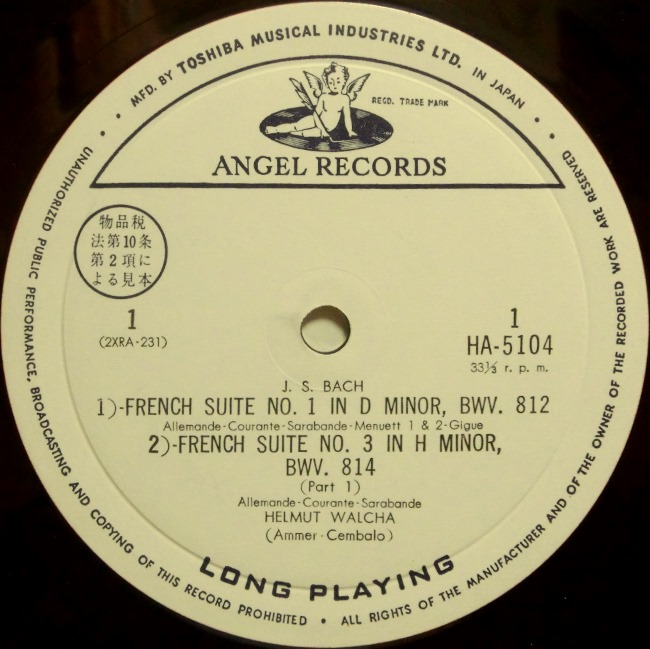 MFD. BY TOSHIBA MUSICAL INDUSTRIES LTD. IN JAPAN
REGD. TRADE MARK
ANGEL RECORDS
物品税
法第10条
第2項に
よる見本
1
(2XRA-231)
1
HA-5104
33⅓ r. p. m.
J. S. BACH
1)-FRENCH SUITE NO. 1 IN D MINOR, BWV. 812
Allemande-Courante-Sarabande-Menuett 1 & 2-Gigue
2)-FRENCH SUITE NO. 3 IN H MINOR,
BWV. 814
(Part 1)
Allemande-Courante-Sarabande
HELMUT WALCHA
(Ammer-Cembalo)
LONG PLAYING
UNAUTHORIZED PUBLIC PERFORMANCE, BROADCASTING AND COPYING OF THIS RECORD PROHIBITED • ALL RIGHTS OF THE MANUFACTURER AND OF THE OWNER OF THE RECORDED WORK ARE RESERVED